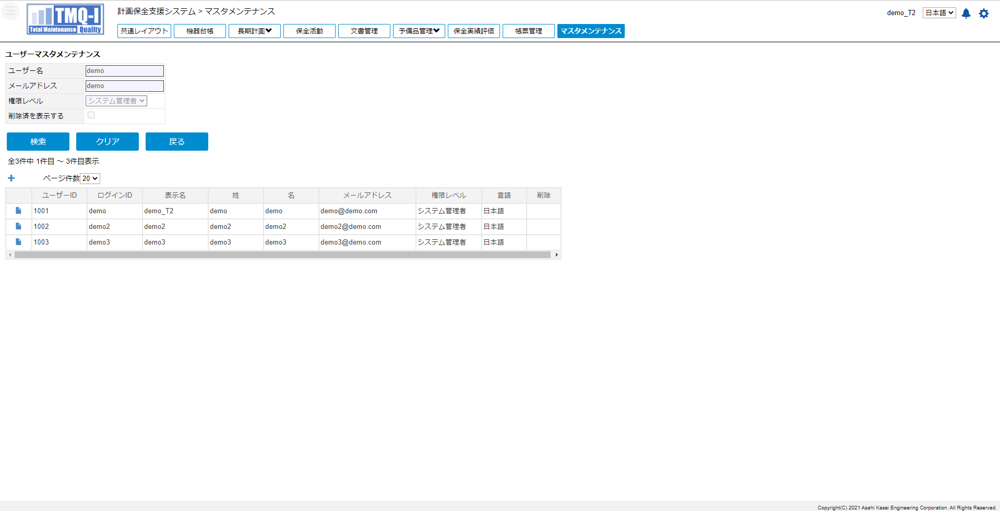 TMQ-I
Total Maintenance Quality
計画保全支援システム > マスタメンテナンス
demo_T2 日本語
共通レイアウト 機器台帳 長期計画 保全活動 文書管理 予備品管理 保全実績評価 帳票管理 マスタメンテナンス
ユーザーマスタメンテナンス
ユーザー名 demo
メールアドレス demo
権限レベル システム管理者
削除済を表示する
検索 クリア 戻る
全3件中 1件目 ～ 3件目表示
ページ件数 20
ユーザーID ログインID 表示名 姓 名 メールアドレス 権限レベル 言語 削除
1001 demo demo_T2 demo demo demo@demo.com システム管理者 日本語
1002 demo2 demo2 demo2 demo2 demo2@demo.com システム管理者 日本語
1003 demo3 demo3 demo3 demo3 demo3@demo.com システム管理者 日本語
Copyright(C) 2021 Asahi Kasei Engineering Corporation. All Rights Reserved.